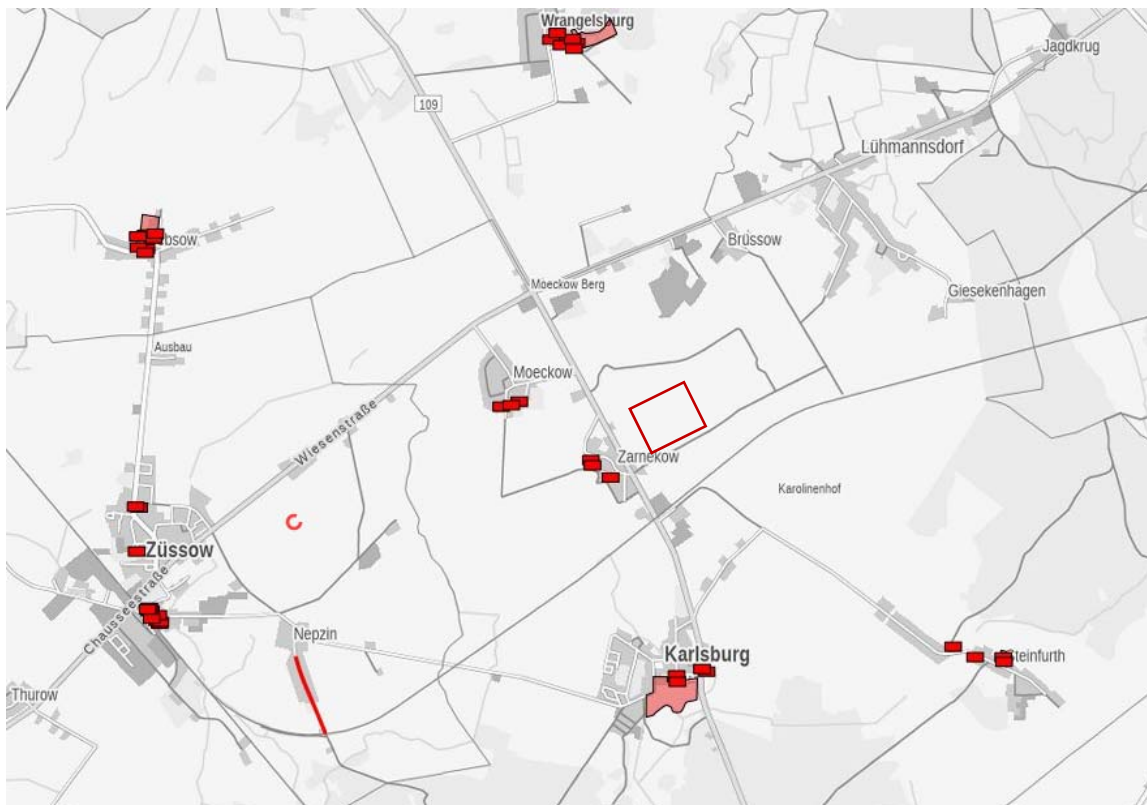 Wrangelsburg
Jagdkrug
109
Lühmannsdorf
bsow
Brüssow
Moeckow Berg
Giesekenhagen
Ausbau
Moeckow
Wiesenstraße
Zarnekow
Karolinenhof
Züssow
Chausseestraße
Nepzin
Karlsburg
Steinfurth
Thurow